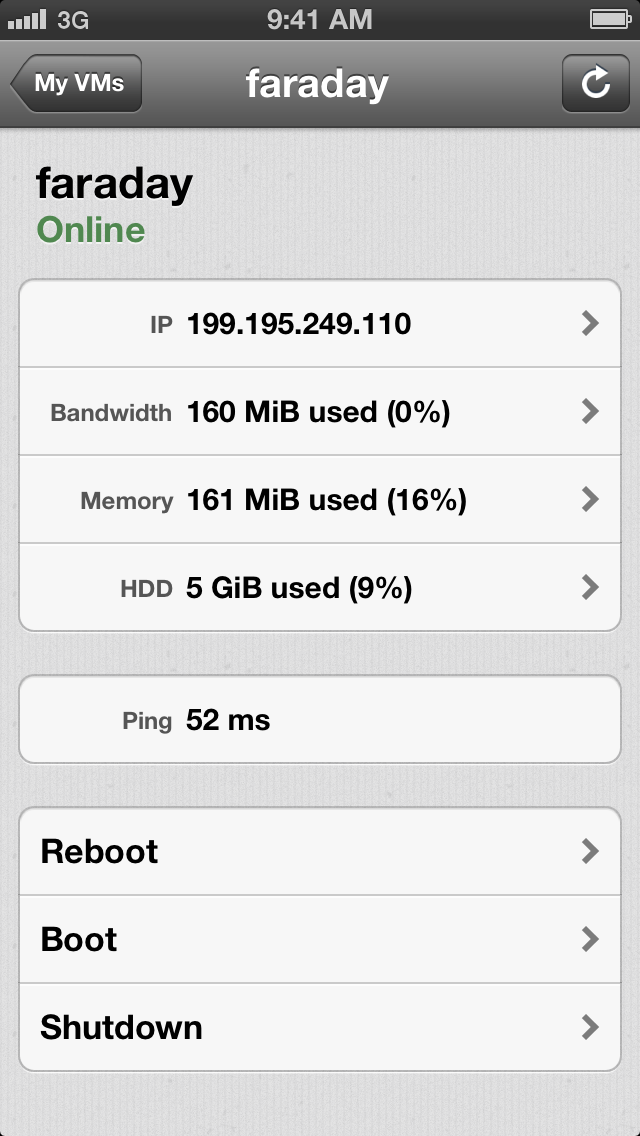 3G 9:41 AM
My VMs faraday
faraday
Online
IP 199.195.249.110
Bandwidth 160 MiB used (0%)
Memory 161 MiB used (16%)
HDD 5 GiB used (9%)
Ping 52 ms
Reboot
Boot
Shutdown